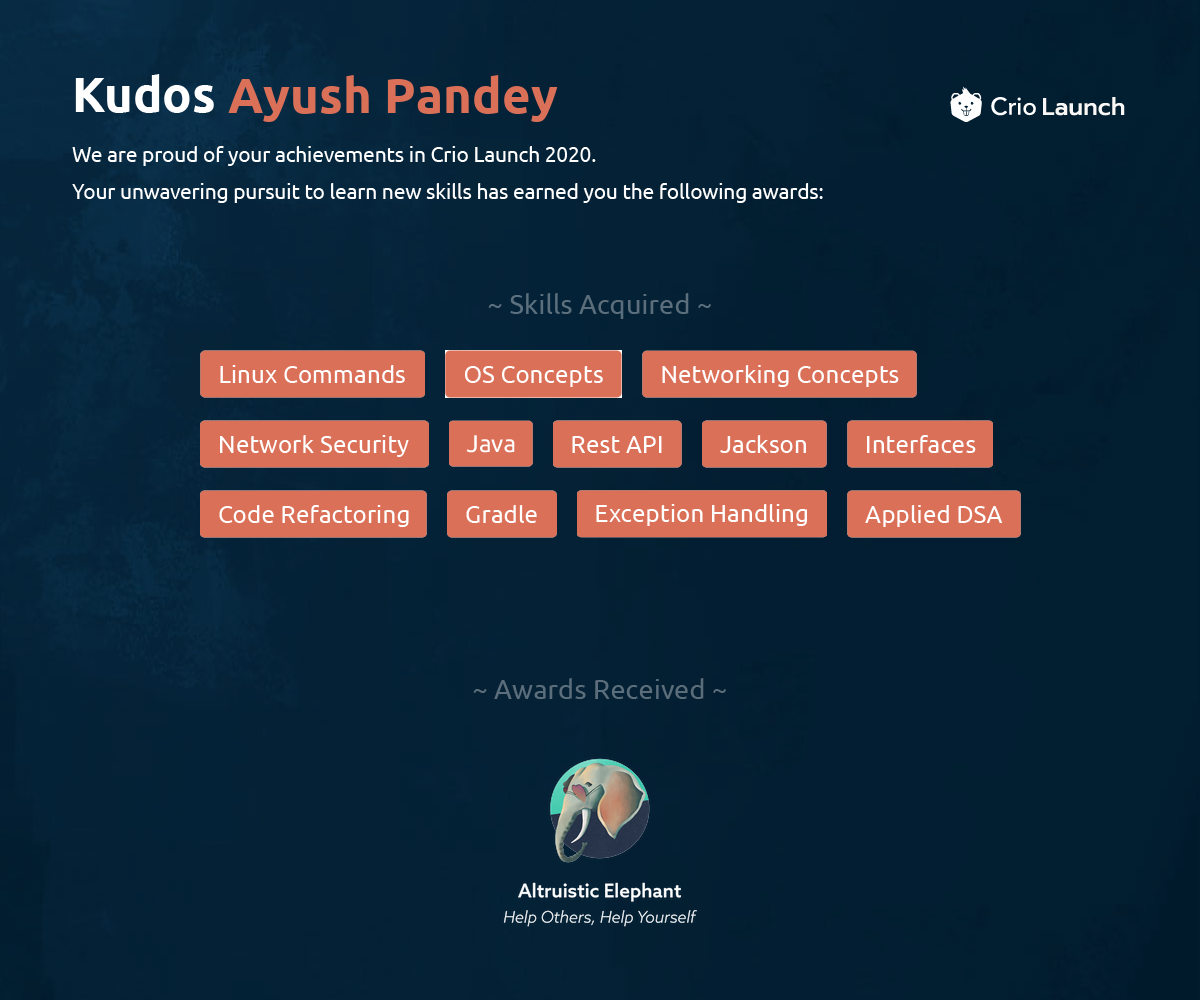 Kudos Ayush Pandey
Crio Launch
We are proud of your achievements in Crio Launch 2020.
Your unwavering pursuit to learn new skills has earned you the following awards:
~ Skills Acquired ~
Linux Commands OS Concepts Networking Concepts
Network Security Java Rest API Jackson Interfaces
Code Refactoring Gradle Exception Handling Applied DSA
~ Awards Received ~
Altruistic Elephant
Help Others, Help Yourself